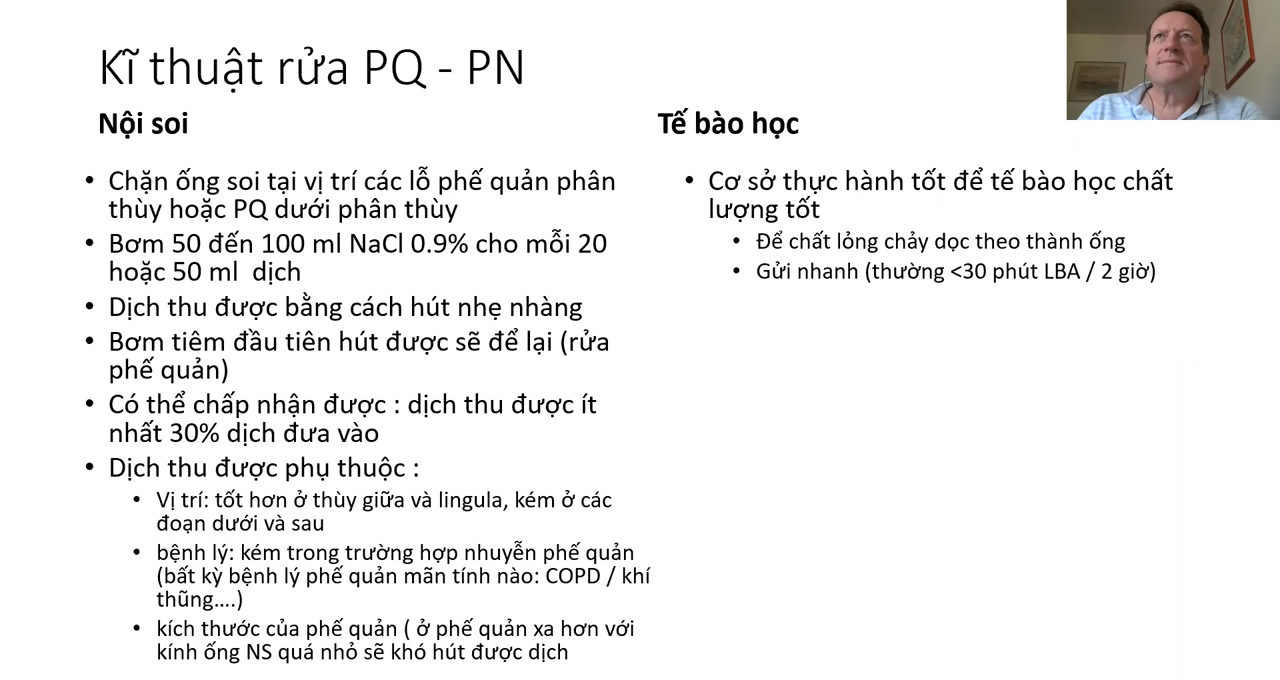 Kĩ thuật rửa PQ - PN
Nội soi
• Chặn ống soi tại vị trí các lỗ phế quản phân
thùy hoặc PQ dưới phân thùy
• Bơm 50 đến 100 ml NaCl 0.9% cho mỗi 20
hoặc 50 ml dịch
• Dịch thu được bằng cách hút nhẹ nhàng
• Bơm tiêm đầu tiên hút được sẽ để lại (rửa
phế quản)
• Có thể chấp nhận được : dịch thu được ít
nhất 30% dịch đưa vào
• Dịch thu được phụ thuộc :
• Vị trí: tốt hơn ở thùy giữa và lingula, kém ở các
đoạn dưới và sau
• bệnh lý: kém trong trường hợp nhuyễn phế quản
(bất kỳ bệnh lý phế quản mãn tính nào: COPD / khí
thũng....)
• kích thước của phế quản ( ở phế quản xa hơn với
kính ống NS quá nhỏ sẽ khó hút được dịch
Tế bào học
• Cơ sở thực hành tốt để tế bào học chất
lượng tốt
• Để chất lỏng chảy dọc theo thành ống
• Gửi nhanh (thường <30 phút LBA / 2 giờ)